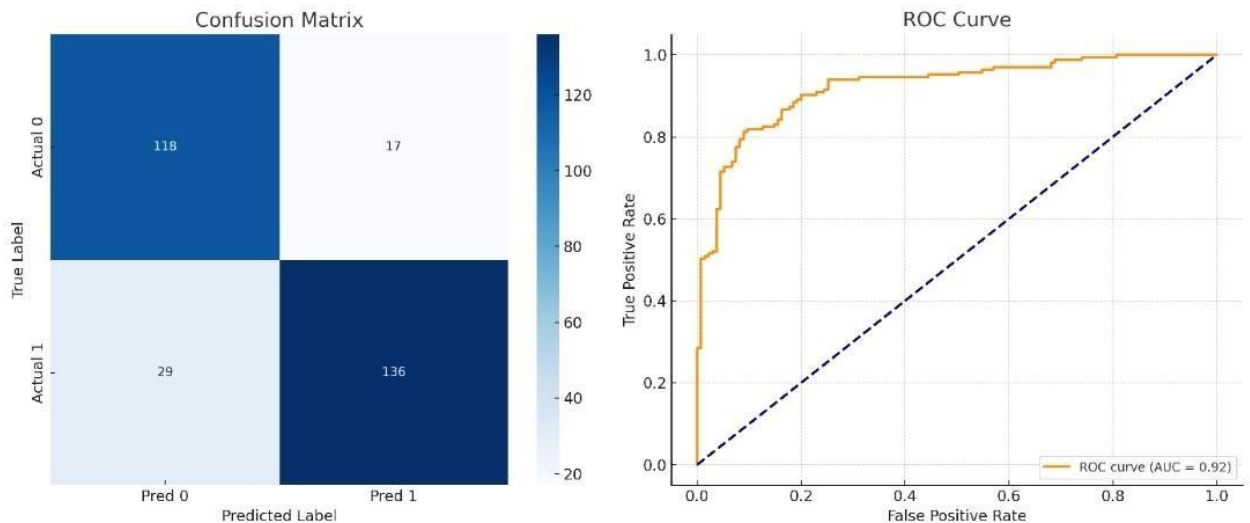 Confusion Matrix
True Label
Actual 0
Actual 1
118
17
29
136
Pred 0
Pred 1
Predicted Label
120
100
80
60
40
20
ROC Curve
True Positive Rate
1.0
0.8
0.6
0.4
0.2
0.0
0.0
0.2
0.4
0.6
0.8
1.0
False Positive Rate
ROC curve (AUC = 0.92)